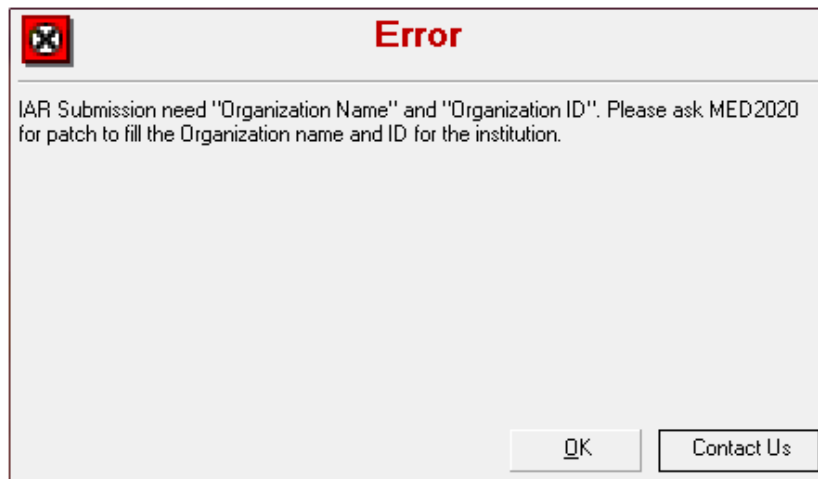 Error
IAR Submission need "Organization Name" and "Organization ID". Please ask MED2020
for patch to fill the Organization name and ID for the institution.
OK
Contact Us